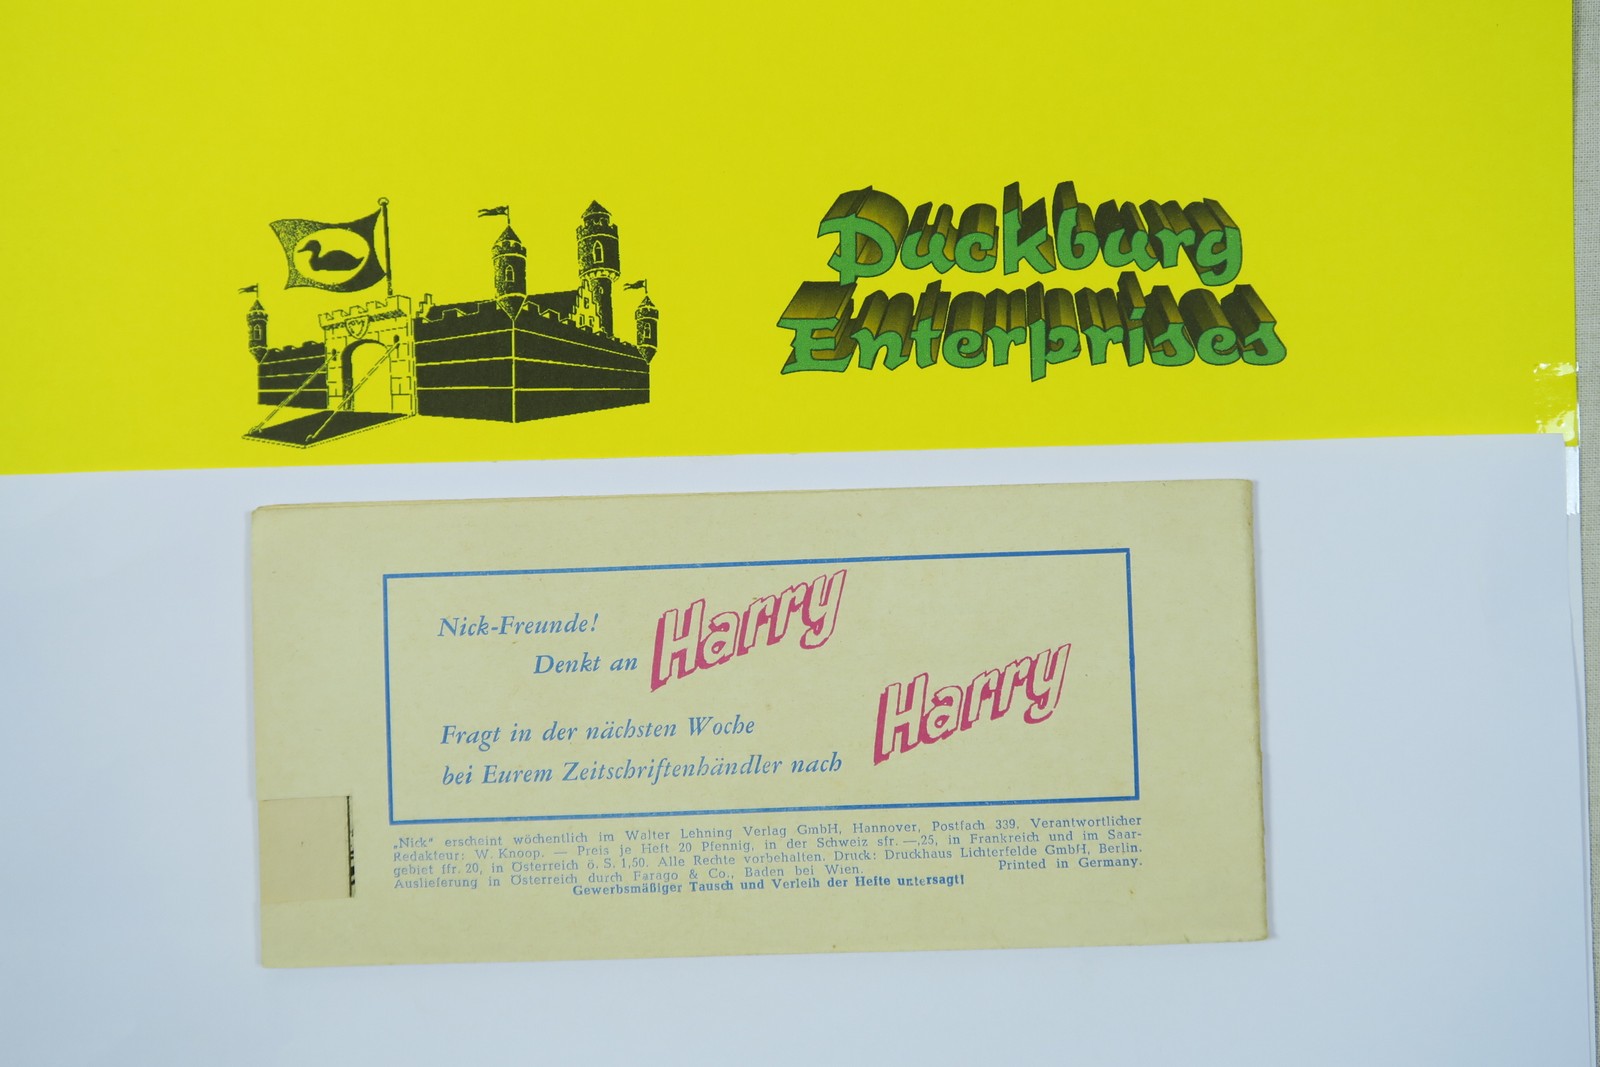 Duckburg
Enterprises
Nick-Freunde!
Denkt an Harry
Fragt in der nächsten Woche
bei Eurem Zeitschriftenhändler nach Harry
„Nick“ erscheint wöchentlich im Walter Lehning Verlag GmbH, Hannover, Postfach 339. Verantwortlicher
Redakteur: W. Knoop. — Preis je Heft 20 Pfennig, in der Schweiz sfr. —,25, in Frankreich und im Saar-
gebiet ffr. 20, in Österreich ö. S. 1,50. Alle Rechte vorbehalten. Druck: Druckhaus Lichterfelde GmbH, Berlin.
Auslieferung in Österreich durch Farago & Co., Baden bei Wien. Printed in Germany.
Gewerbsmäßiger Tausch und Verleih der Hefte untersagt!